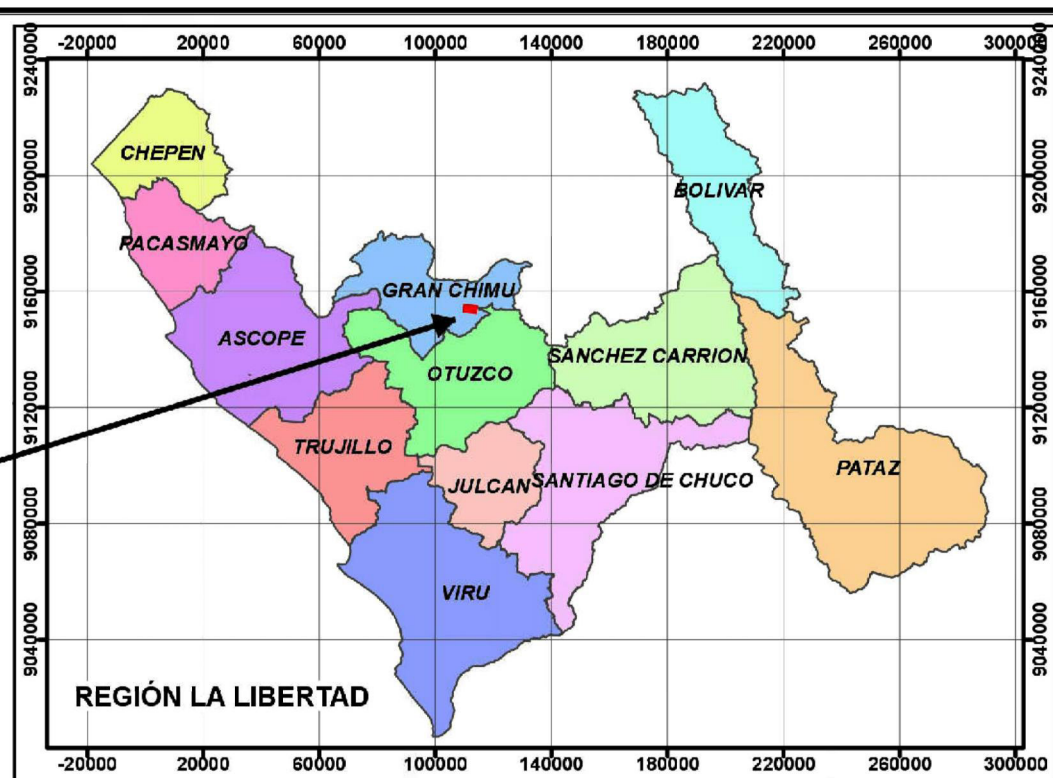 -20000 20000 60000 100000 140000 180000 220000 260000 300000
9240000 9240000
CHEPEN
9200000 9200000
BOLIVAR
PACASMAYO
GRAN CHIMU
9160000 9160000
ASCOPE
SANCHEZ CARRION
OTUZCO
9120000 9120000
TRUJILLO
PATAZ
JULCAN
SANTIAGO DE CHUCO
9080000 9080000
VIRU
9040000 9040000
REGIÓN LA LIBERTAD
-20000 20000 60000 100000 140000 180000 220000 260000 300000